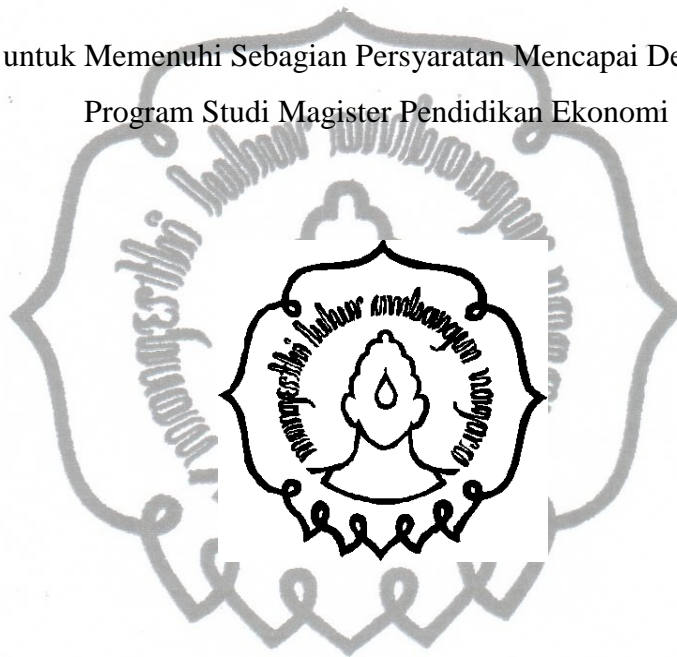 untuk Memenuhi Sebagian Persyaratan Mencapai De
Program Studi Magister Pendidikan Ekonomi
mangesthi luhur ambangun nagara